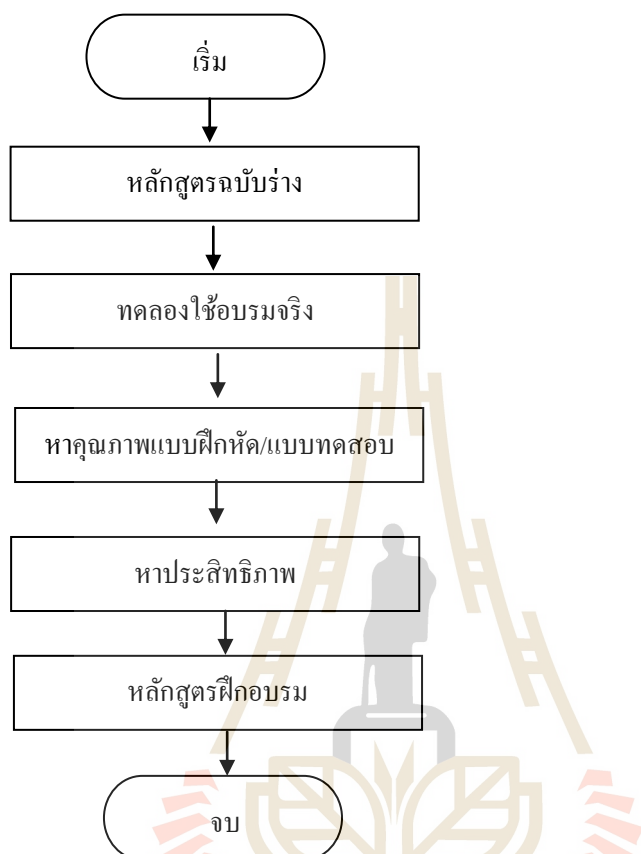 เริ่ม
หลักสูตรฉบับร่าง
ทดลองใช้อบรมจริง
หาคุณภาพแบบฝึกหัด/แบบทดสอบ
หาประสิทธิภาพ
หลักสูตรฝึกอบรม
จบ